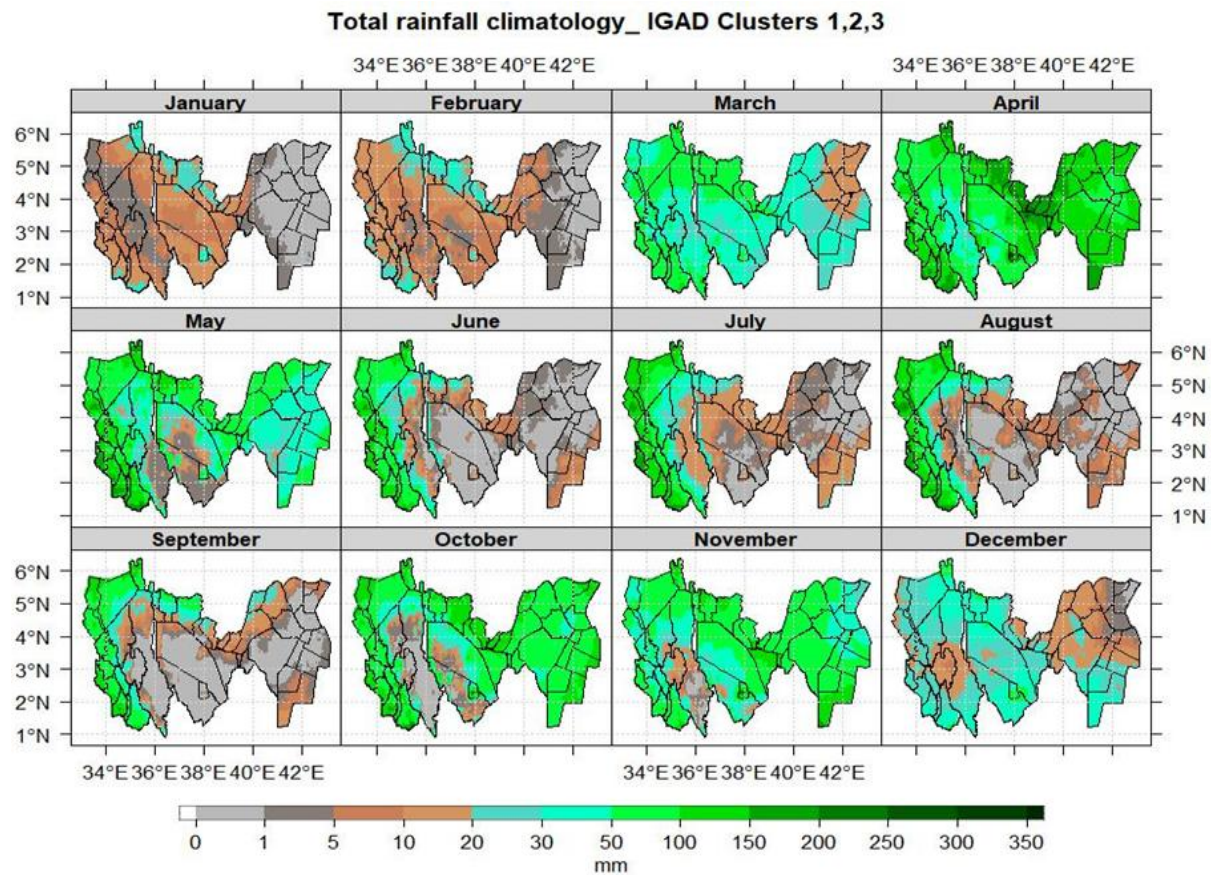 Total rainfall climatology_ IGAD Clusters 1,2,3
34°E 36°E 38°E 40°E 42°E 34°E 36°E 38°E 40°E 42°E
January February March April
6°N
5°N
4°N
3°N
2°N
1°N
May June July August
6°N
5°N
4°N
3°N
2°N
1°N
September October November December
6°N
5°N
4°N
3°N
2°N
1°N
34°E 36°E 38°E 40°E 42°E 34°E 36°E 38°E 40°E 42°E
0 1 5 10 20 30 50 100 150 200 250 300 350
mm